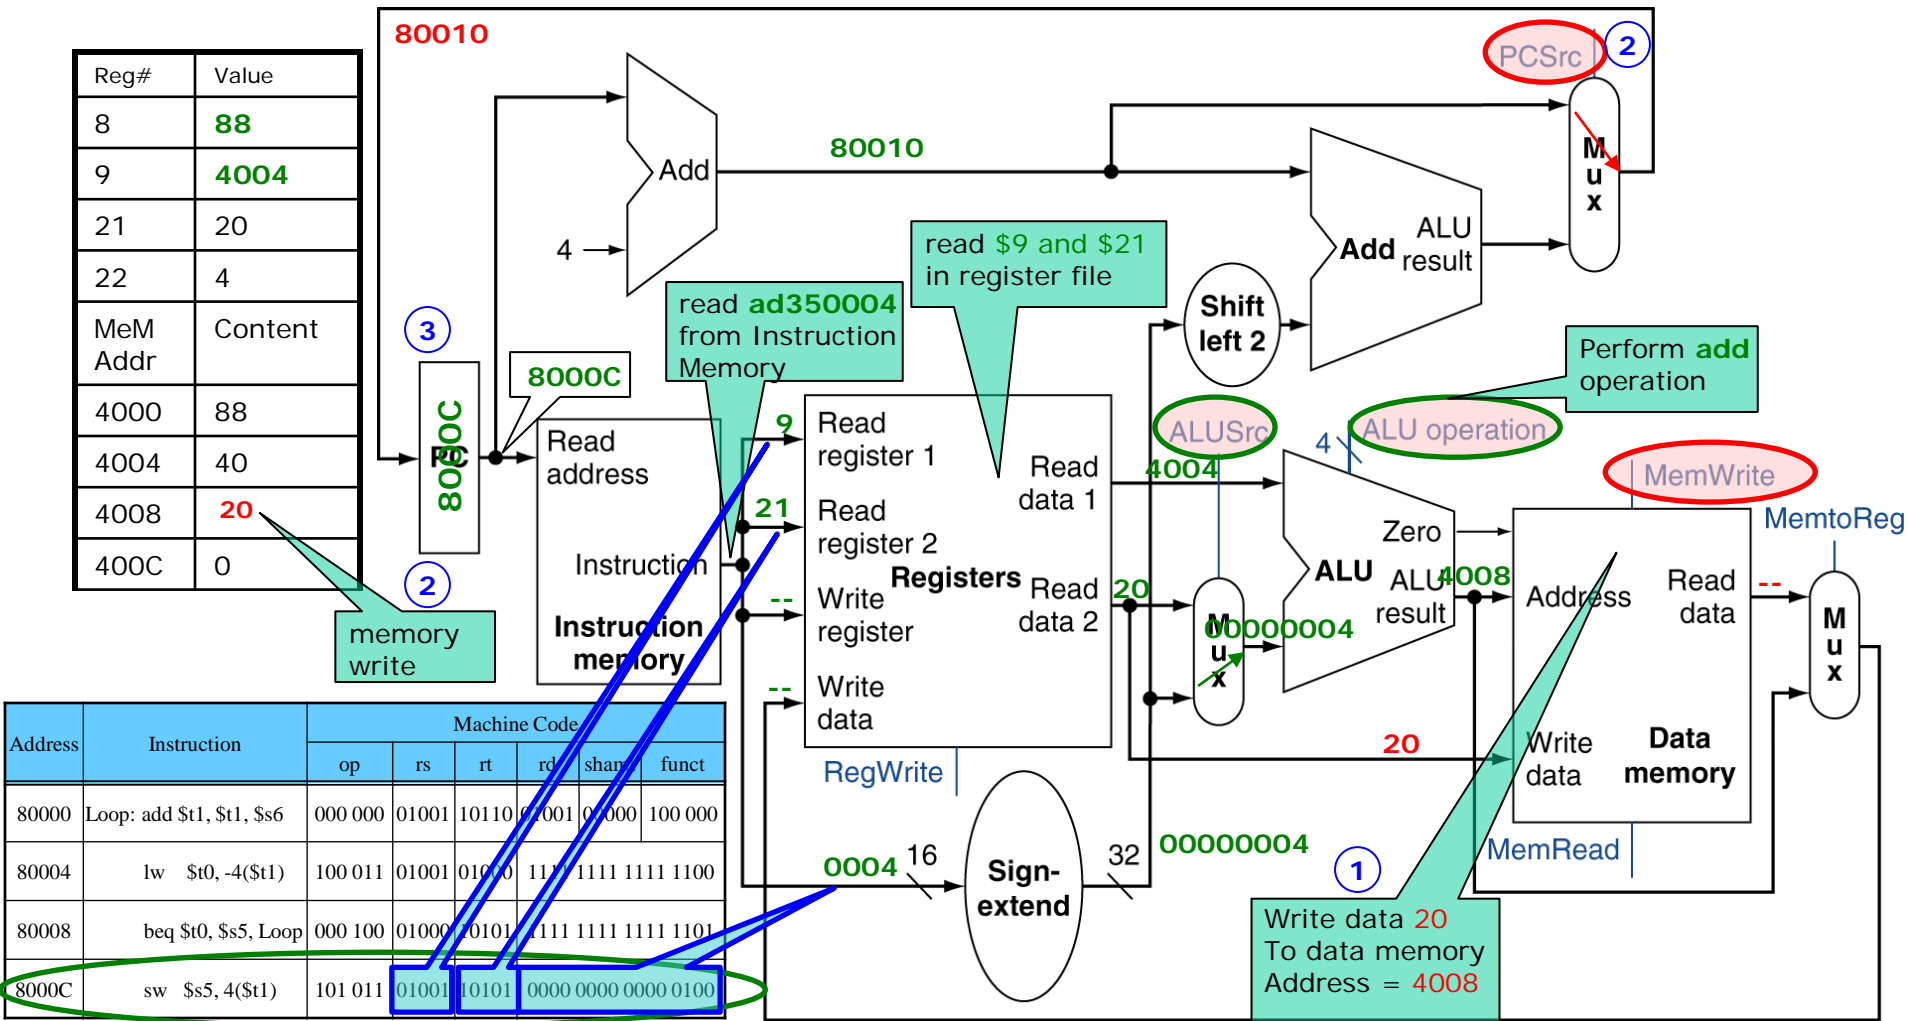 80010
PCSrc
2
Reg# Value
8 88
9 4004
21 20
22 4
MeM Addr Content
4000 88
4004 40
4008 20
400C 0
memory
write
Add
4
80010
M
u
x
Add
ALU
result
Shift
left 2
read $9 and $21
in register file
read ad350004
from Instruction
Memory
Perform add
operation
3
8000C
PC
8000C
2
Read
address
Instruction
Instruction
memory
9
21
--
--
Read
register 1
Read
register 2
Write
register
Write
data
Registers
Read
data 1
Read
data 2
RegWrite
4004
20
ALUSrc
4
ALU operation
M
u
x
00000004
Zero
ALU
ALU
result
4008
MemWrite
MemtoReg
Address
Read
data
--
Write
data
Data
memory
20
MemRead
M
u
x
0004
16
Sign-
extend
32
00000004
1
Write data 20
To data memory
Address = 4008
Address Instruction Machine Code
op rs rt rd sham funct
80000 Loop: add $t1, $t1, $s6 000 000 01001 10110 01001 00000 100 000
80004 lw $t0, -4($t1) 100 011 01001 01000 1111 1111 1111 1100
80008 beq $t0, $s5, Loop 000 100 01000 10101 1111 1111 1111 1101
8000C sw $s5, 4($t1) 101 011 01001 10101 0000 0000 0000 0100